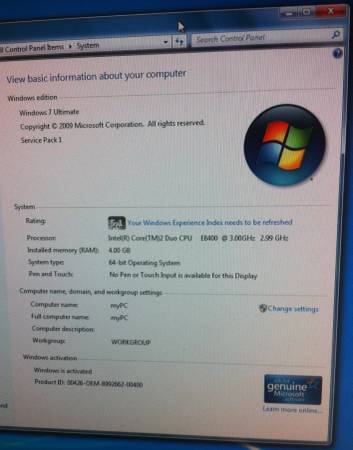 ll Control Panel Items ▸ System
Search Control Panel
View basic information about your computer
Windows edition
Windows 7 Ultimate
Copyright © 2009 Microsoft Corporation. All rights reserved.
Service Pack 1
System
Rating: Your Windows Experience Index needs to be refreshed
Processor: Intel(R) Core(TM)2 Duo CPU E8400 @ 3.00GHz 2.99 GHz
Installed memory (RAM): 4.00 GB
System type: 64-bit Operating System
Pen and Touch: No Pen or Touch Input is available for this Display
Computer name, domain, and workgroup settings
Computer name: myPC
Change settings
Full computer name: myPC
Computer description:
Workgroup: WORKGROUP
Windows activation
Windows is activated
Product ID: 00426-OEM-8992662-00400
ask for
genuine
Microsoft
software
Learn more online...